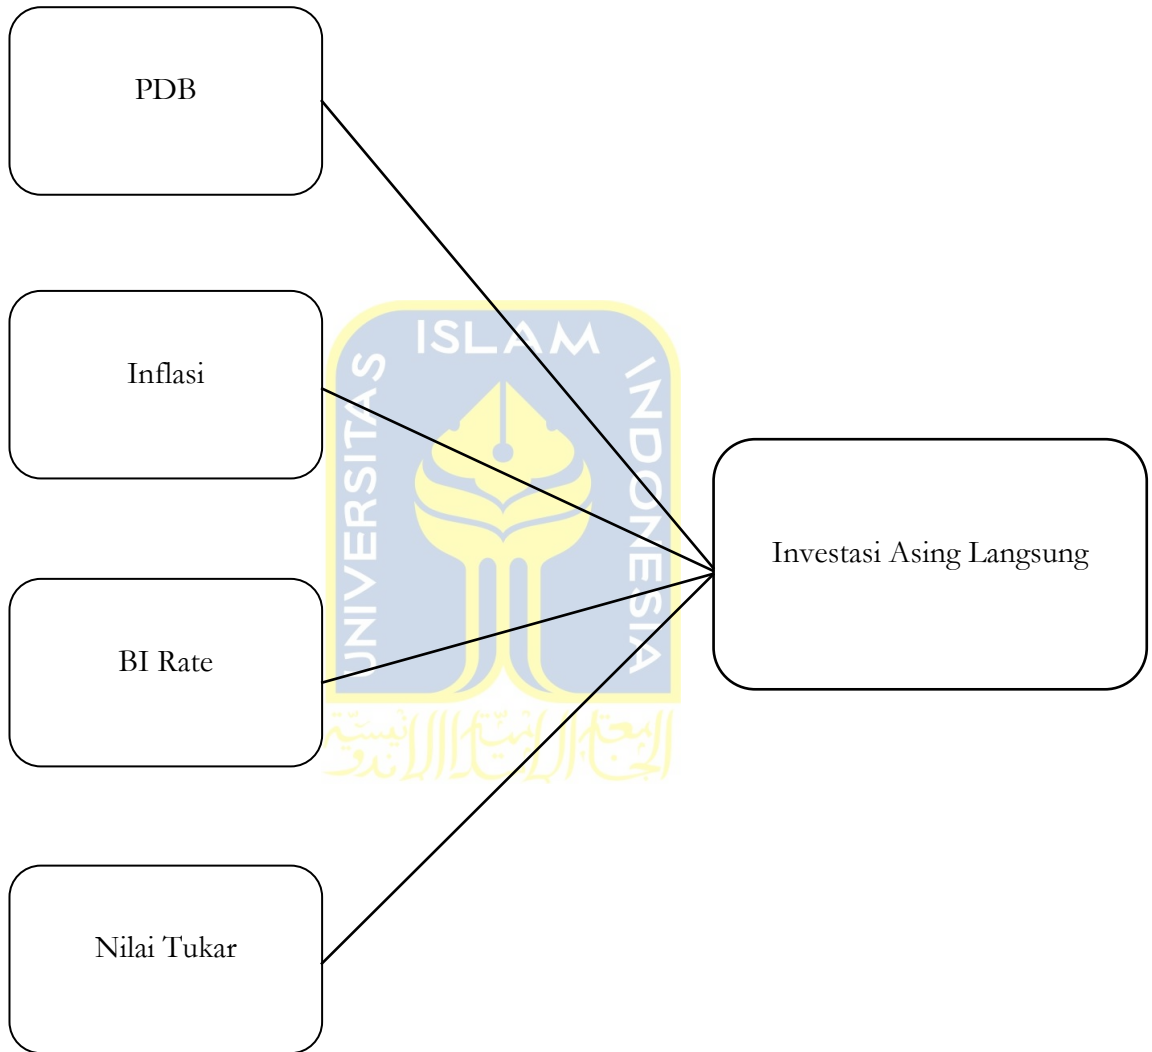 PDB
Inflasi
BI Rate
Nilai Tukar
Investasi Asing Langsung
UNIVERSITAS ISLAM INDONESIA